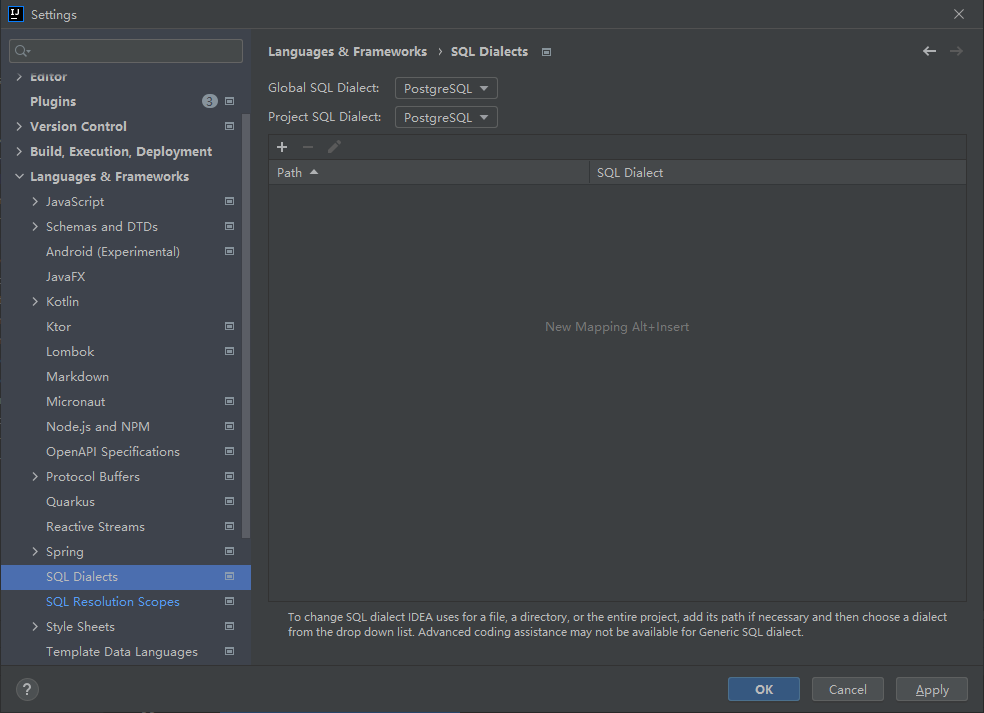 Settings
Editor
Plugins 3
Version Control
Build, Execution, Deployment
Languages & Frameworks
JavaScript
Schemas and DTDs
Android (Experimental)
JavaFX
Kotlin
Ktor
Lombok
Markdown
Micronaut
Node.js and NPM
OpenAPI Specifications
Protocol Buffers
Quarkus
Reactive Streams
Spring
SQL Dialects
SQL Resolution Scopes
Style Sheets
Template Data Languages
Languages & Frameworks › SQL Dialects
Global SQL Dialect: PostgreSQL
Project SQL Dialect: PostgreSQL
Path SQL Dialect
New Mapping Alt+Insert
To change SQL dialect IDEA uses for a file, a directory, or the entire project, add its path if necessary and then choose a dialect
from the drop down list. Advanced coding assistance may not be available for Generic SQL dialect.
? OK Cancel Apply